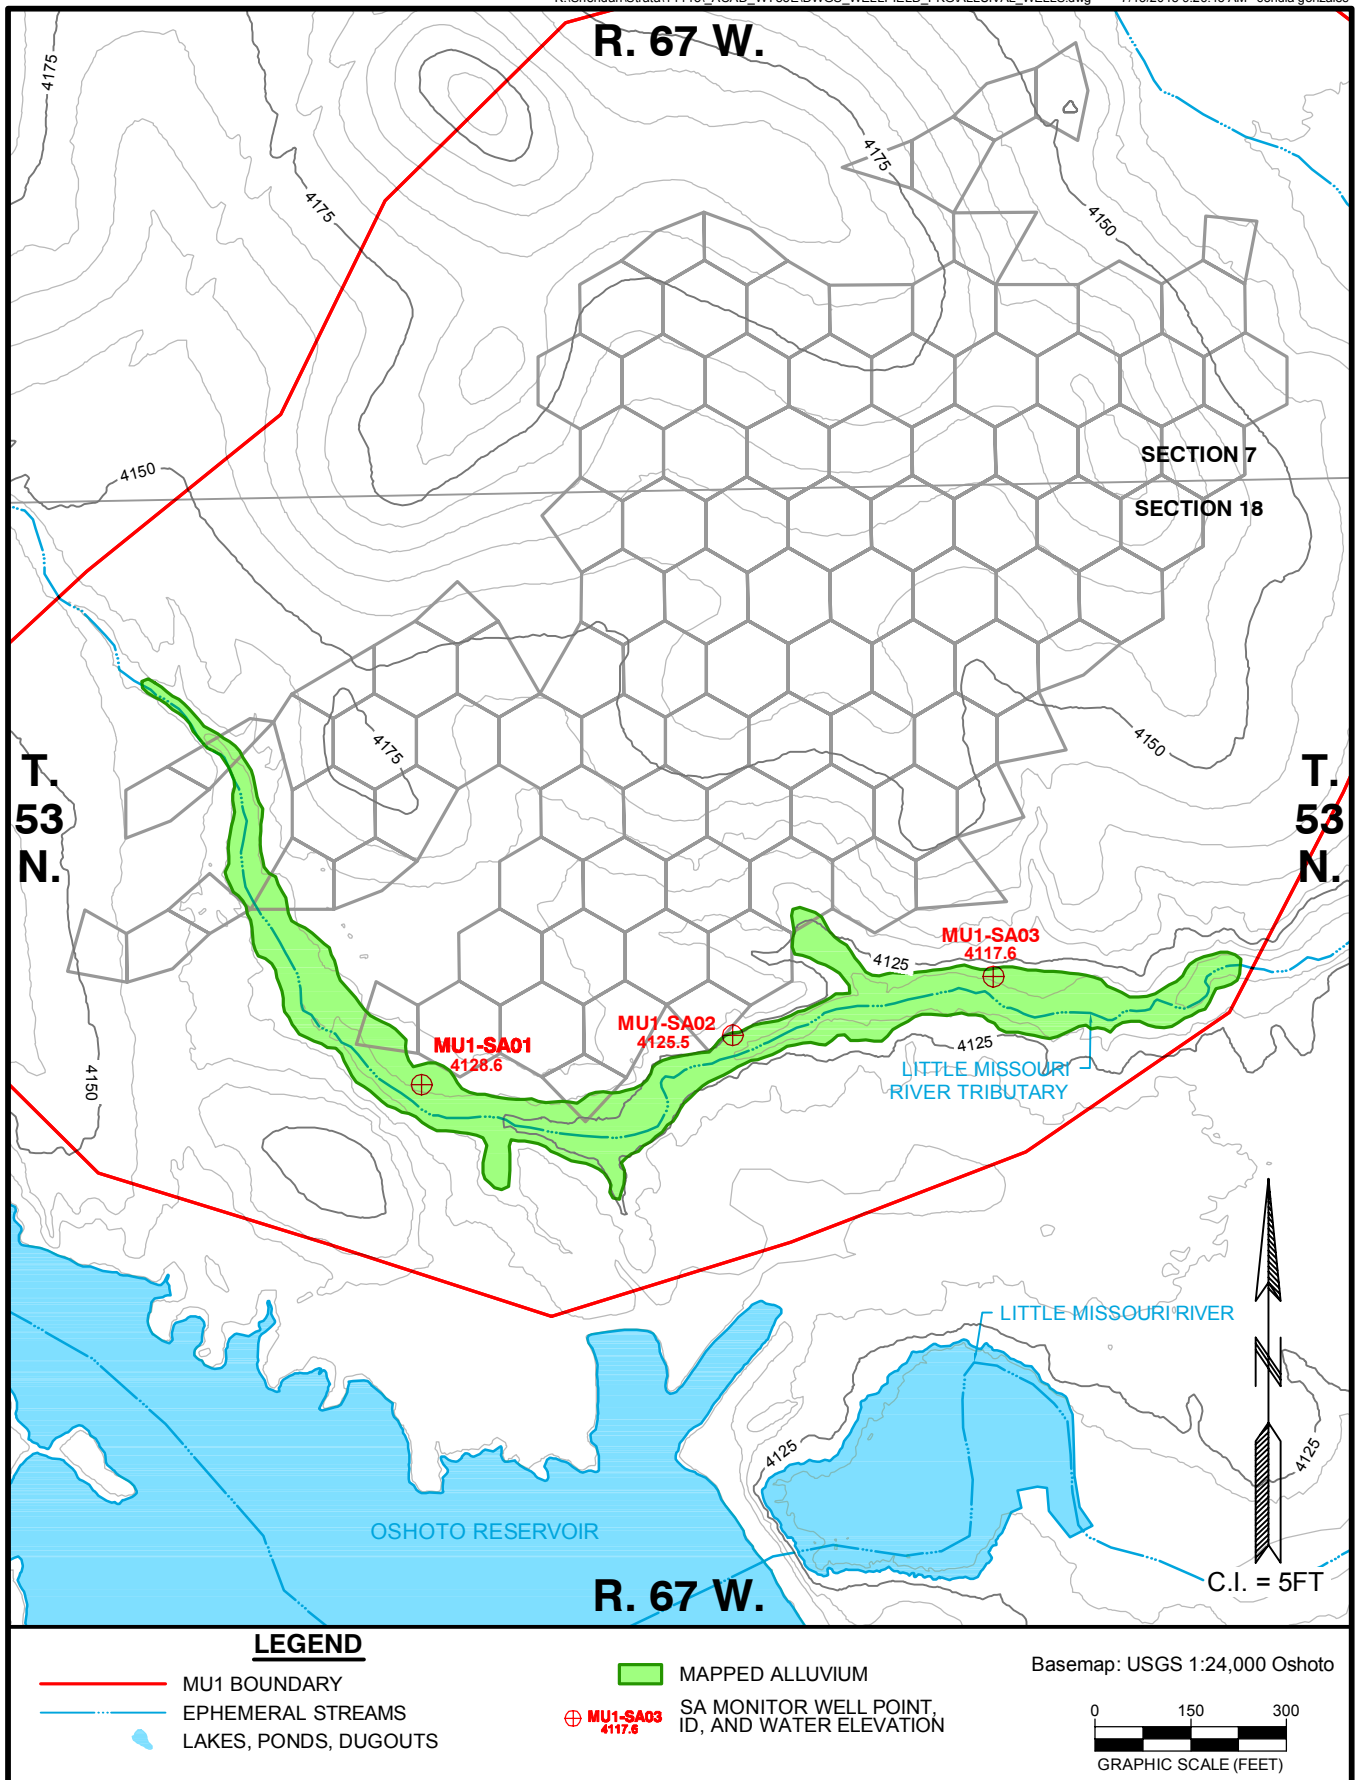 R. 67 W.
4175
4175
4175
4150
4150
SECTION 7
SECTION 18
4175
4150
T.
53
N.
T.
53
N.
MU1-SA03
4117.6
4125
MU1-SA02
4125.5
MU1-SA01
4128.6
4125
LITTLE MISSOURI
RIVER TRIBUTARY
4150
LITTLE MISSOURI RIVER
4125
4125
OSHOTO RESERVOIR
R. 67 W.
N
C.I. = 5FT
LEGEND
MU1 BOUNDARY
EPHEMERAL STREAMS
LAKES, PONDS, DUGOUTS
MAPPED ALLUVIUM
MU1-SA03
4117.6
SA MONITOR WELL POINT,
ID, AND WATER ELEVATION
Basemap: USGS 1:24,000 Oshoto
0 150 300
GRAPHIC SCALE (FEET)